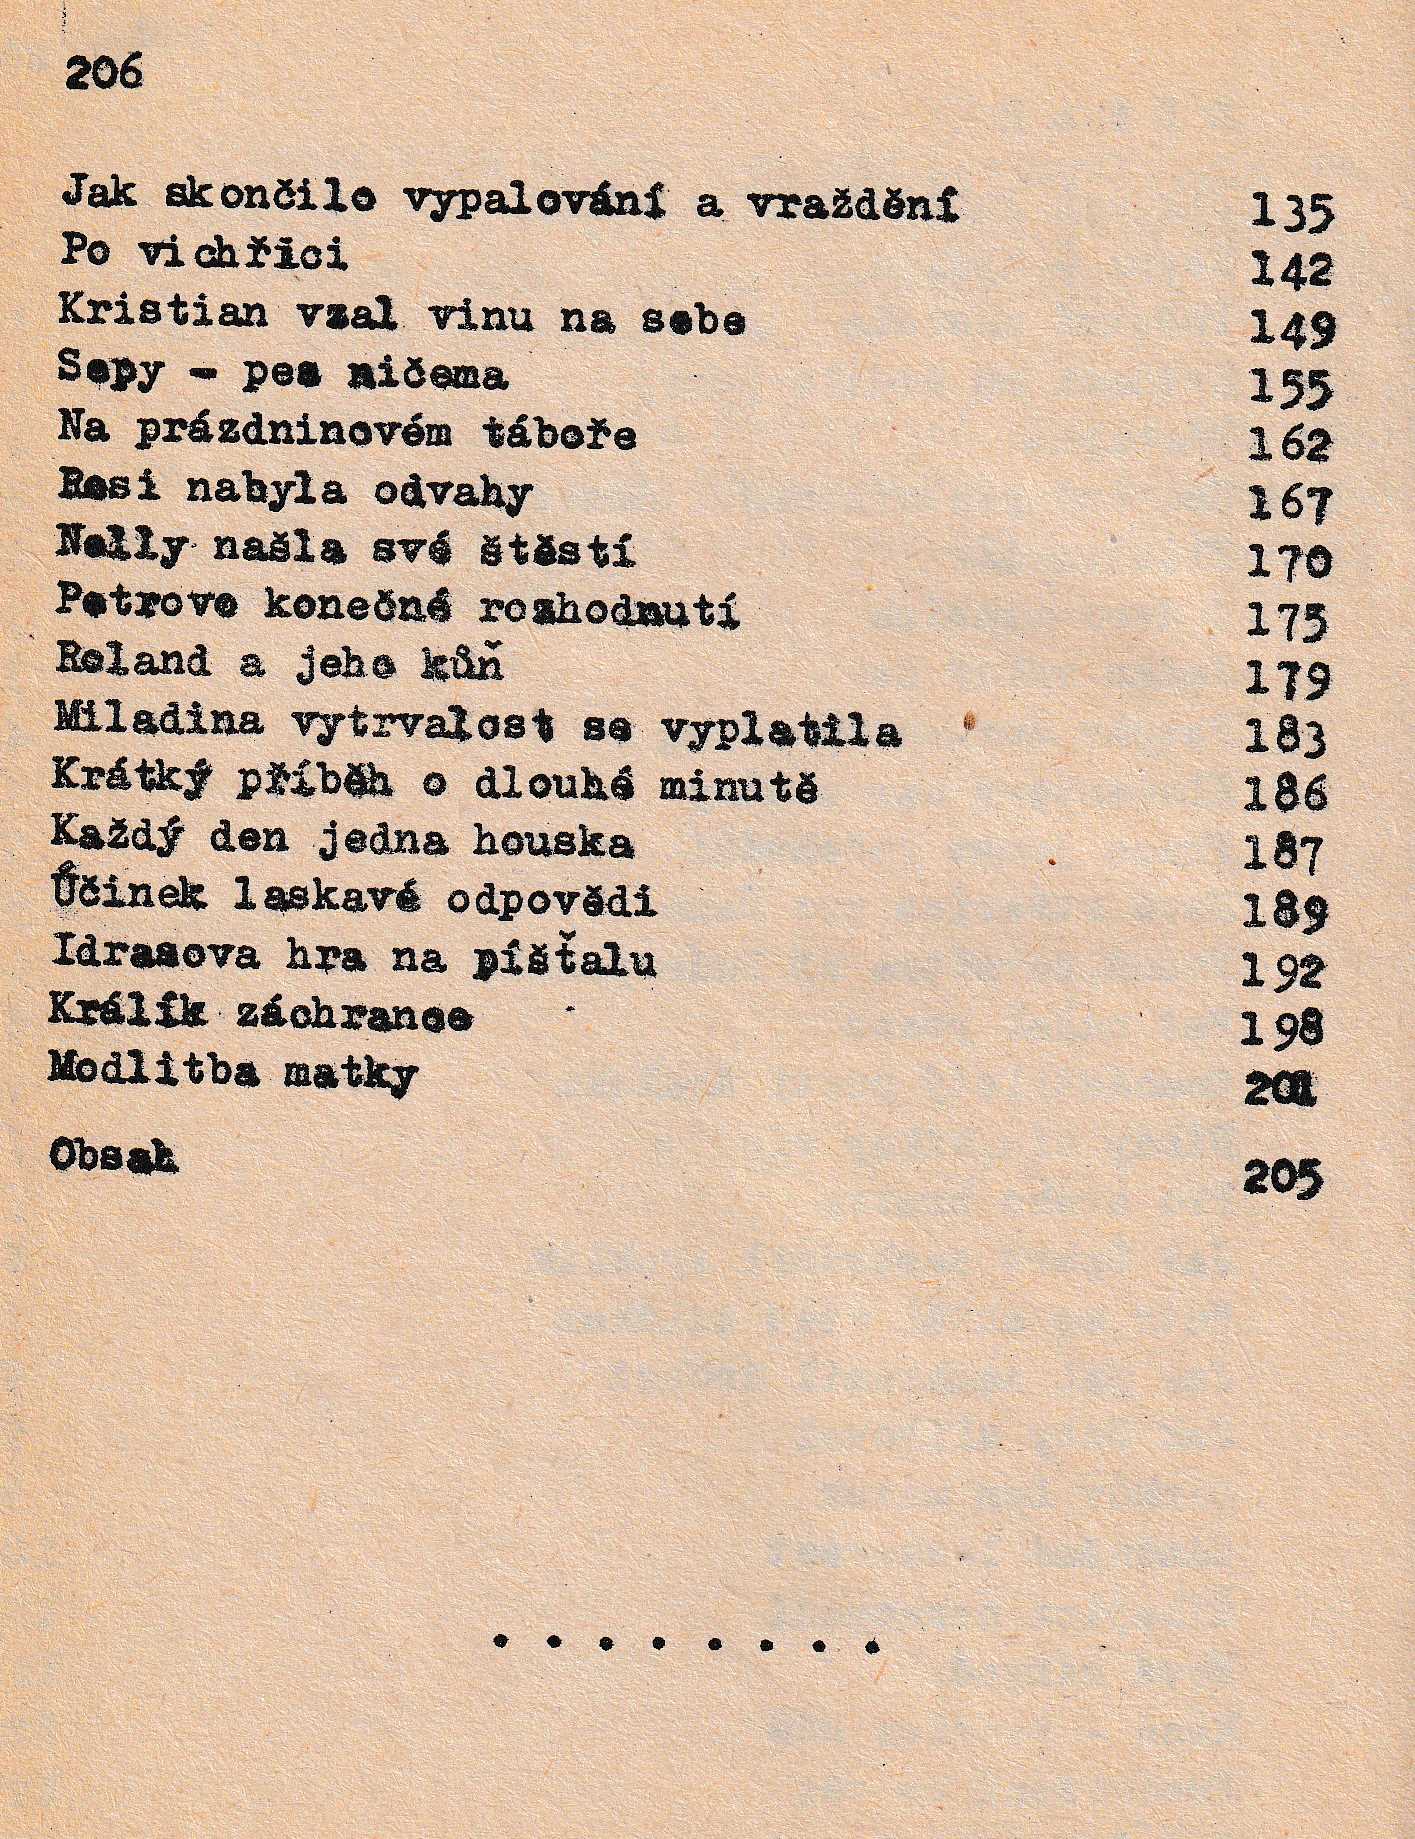 206
Jak skončilo vypalování a vraždění 135
Po vichřici 142
Kristian vzal vinu na sebe 149
Sepy - pes ničema 155
Na prázdninovém táboře 162
Resi nabyla odvahy 167
Nelly našla své štěstí 170
Petrovo konečné rozhodnutí 175
Roland a jeho kůň 179
Miladina vytrvalost se vyplatila 183
Krátký příběh o dlouhé minutě 186
Každý den jedna houska 187
Účinek laskavé odpovědi 189
Idrasova hra na píšťalu 192
Králík záchrance 198
Modlitba matky 201
Obsah 205
. . . . . . . .